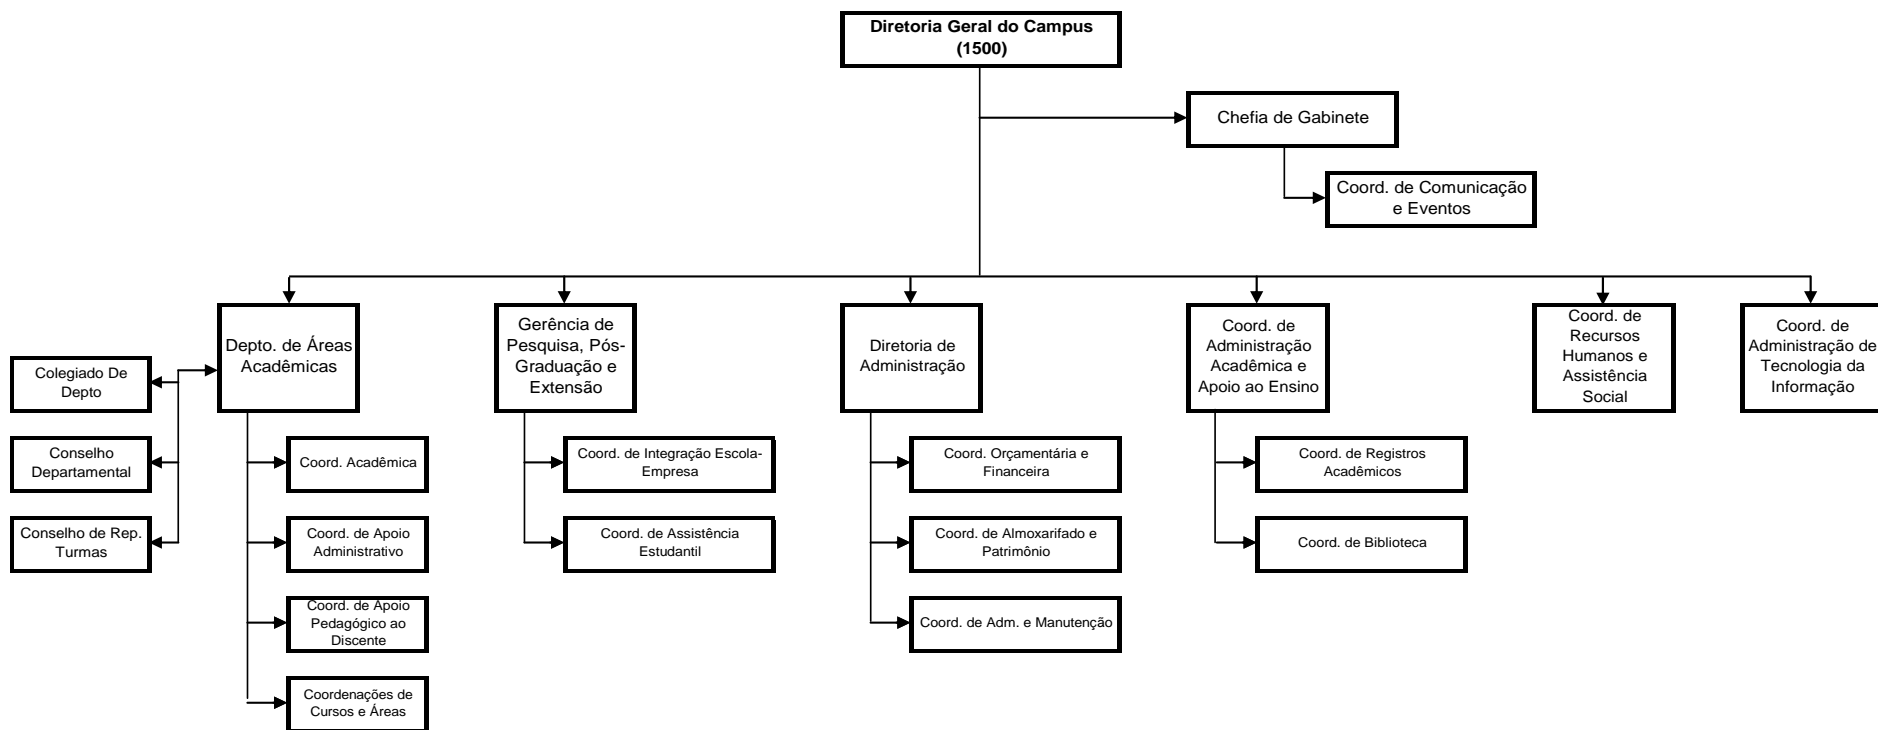 Diretoria Geral do Campus
(1500)
Chefia de Gabinete
Coord. de Comunicação
e Eventos
Depto. de Áreas
Acadêmicas
Gerência de
Pesquisa, Pós-
Graduação e
Extensão
Diretoria de
Administração
Coord. de
Administração
Acadêmica e
Apoio ao Ensino
Coord. de
Recursos
Humanos e
Assistência
Social
Coord. de
Administração de
Tecnologia da
Informação
Colegiado De
Depto
Conselho
Departamental
Conselho de Rep.
Turmas
Coord. Acadêmica
Coord. de Apoio
Administrativo
Coord. de Apoio
Pedagógico ao
Discente
Coordenações de
Cursos e Áreas
Coord. de Integração Escola-
Empresa
Coord. de Assistência
Estudantil
Coord. Orçamentária e
Financeira
Coord. de Almoxarifado e
Patrimônio
Coord. de Adm. e Manutenção
Coord. de Registros
Acadêmicos
Coord. de Biblioteca